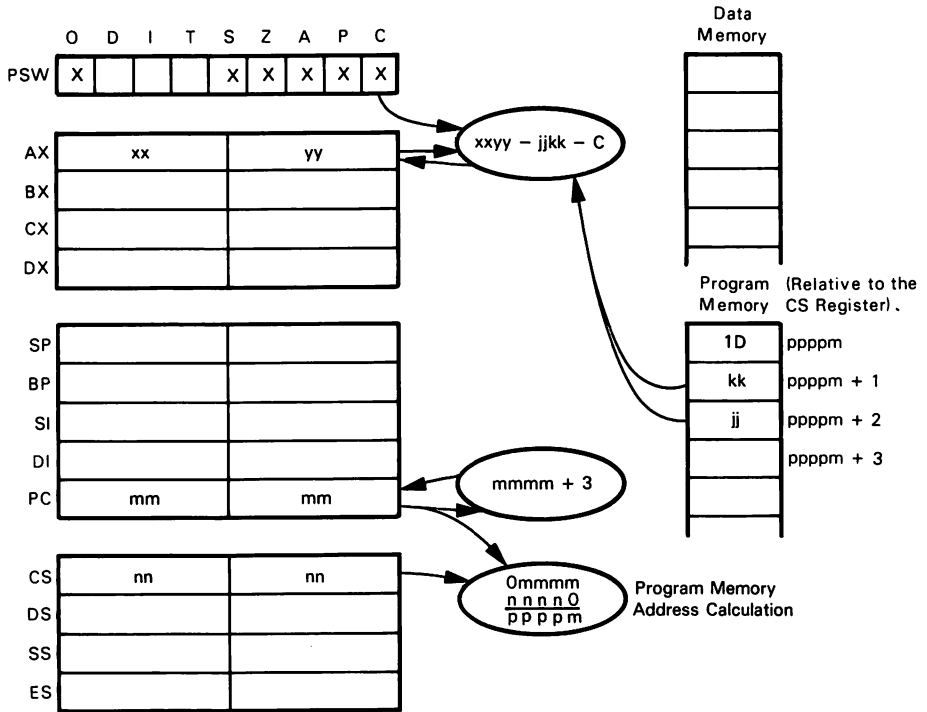 Data
Memory
O D I T S Z A P C
PSW X X X X X X
xxyy – jjkk – C
AX xx yy
BX
CX
DX
Program (Relative to the
Memory CS Register).
SP
BP
SI
DI
PC mm mm
1D ppppm
kk ppppm + 1
jj ppppm + 2
ppppm + 3
mmmm + 3
CS nn nn
DS
SS
ES
0mmmm
nnnn0
ppppm
Program Memory
Address Calculation